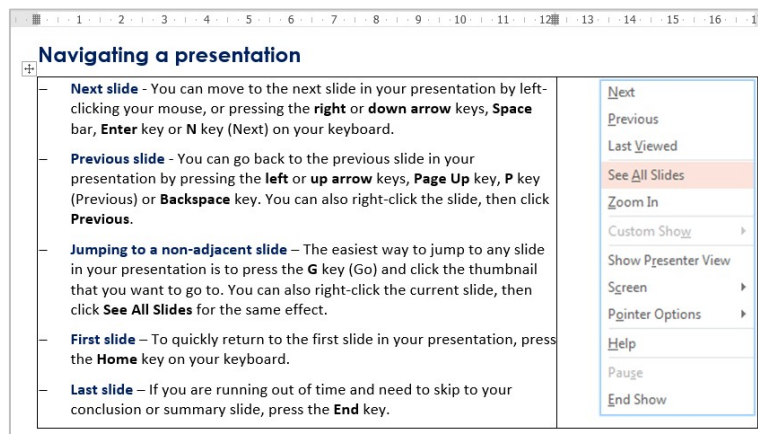 1 2 3 4 5 6 7 8 9 10 11 12 13 14 15 16
Navigating a presentation
– Next slide - You can move to the next slide in your presentation by left-
clicking your mouse, or pressing the right or down arrow keys, Space
bar, Enter key or N key (Next) on your keyboard.
– Previous slide - You can go back to the previous slide in your
presentation by pressing the left or up arrow keys, Page Up key, P key
(Previous) or Backspace key. You can also right-click the slide, then click
Previous.
– Jumping to a non-adjacent slide – The easiest way to jump to any slide
in your presentation is to press the G key (Go) and click the thumbnail
that you want to go to. You can also right-click the current slide, then
click See All Slides for the same effect.
– First slide – To quickly return to the first slide in your presentation, press
the Home key on your keyboard.
– Last slide – If you are running out of time and need to skip to your
conclusion or summary slide, press the End key.
Next
Previous
Last Viewed
See All Slides
Zoom In
Custom Show
Show Presenter View
Screen
Pointer Options
Help
Pause
End Show